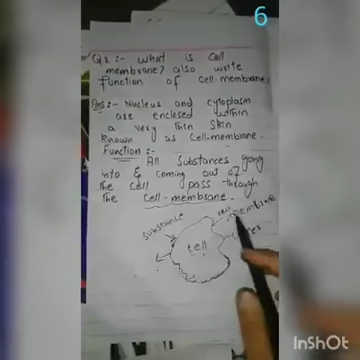 6
Q8:- What is Cell
membrane? also write
Function of Cell-membrane.
Ans:- Nucleus and cytoplasm
are enclosed within
a very thin Skin
known as Cell-membrane.
Function :-
All Substances going
into & coming out of
the cell pass through
the Cell-membrane.
Substance
cell membrane
Cell
InShOt